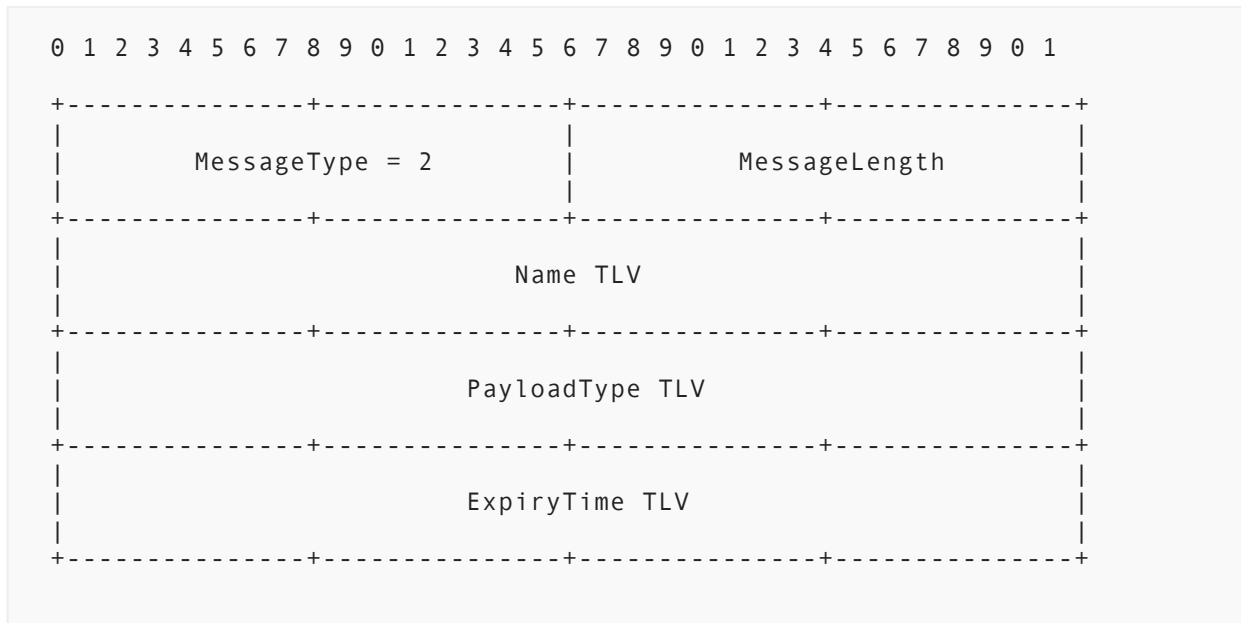 0 1 2 3 4 5 6 7 8 9 0 1 2 3 4 5 6 7 8 9 0 1 2 3 4 5 6 7 8 9 0 1
+---------------+---------------+---------------+---------------+
|                               |                               |
|        MessageType = 2        |          MessageLength        |
|                               |                               |
+---------------+---------------+---------------+---------------+
|                                                               |
|                            Name TLV                           |
|                                                               |
+---------------+---------------+---------------+---------------+
|                                                               |
|                         PayloadType TLV                       |
|                                                               |
+---------------+---------------+---------------+---------------+
|                                                               |
|                         ExpiryTime TLV                        |
|                                                               |
+---------------+---------------+---------------+---------------+